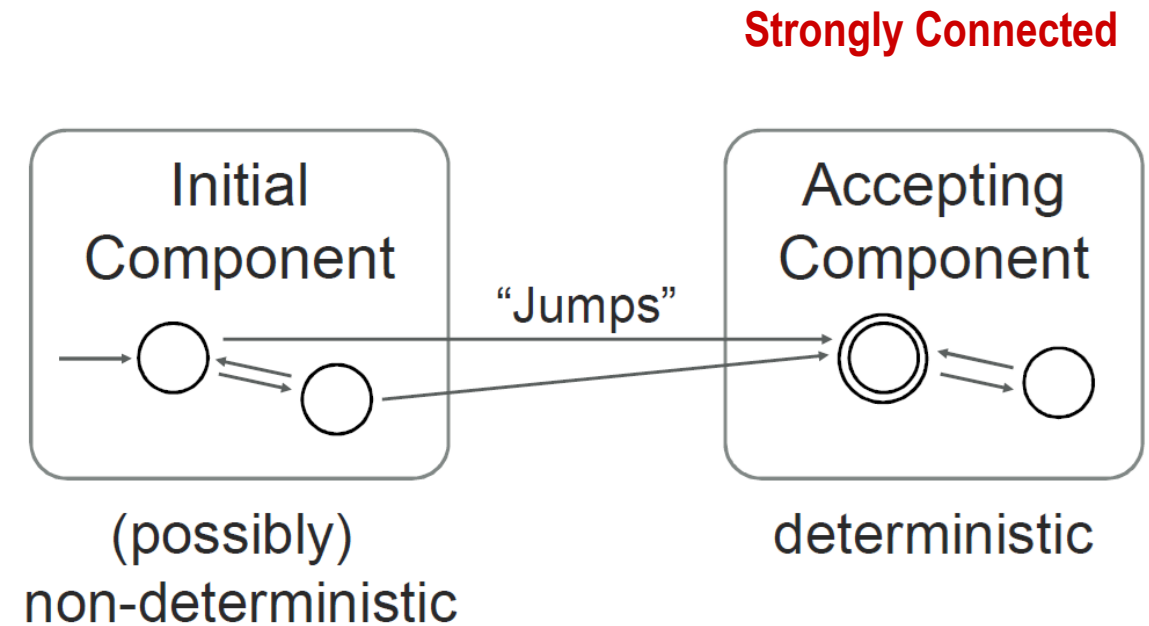 Strongly Connected
Initial
Component
Accepting
Component
“Jumps”
(possibly)
non-deterministic
deterministic